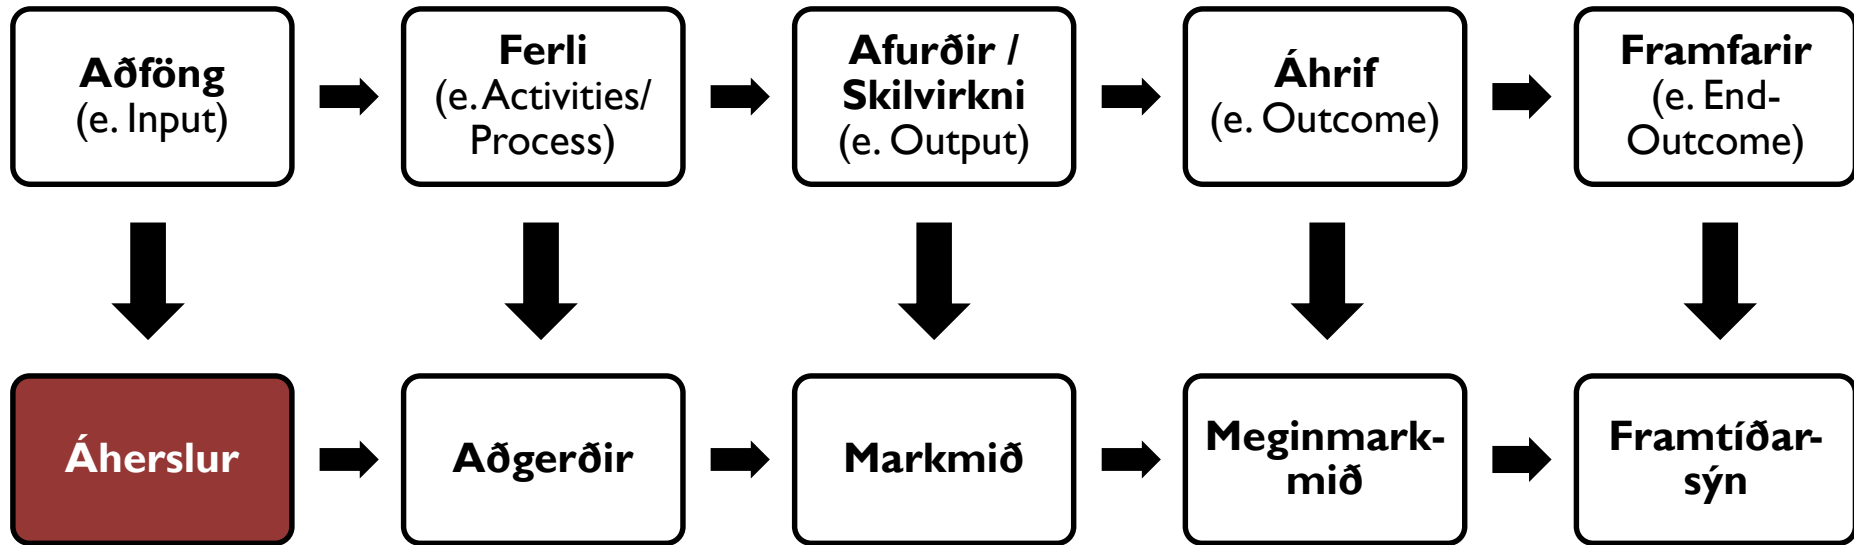 Aðföng
(e. Input)
Ferli
(e. Activities/
Process)
Afurðir /
Skilvirkni
(e. Output)
Áhrif
(e. Outcome)
Framfarir
(e. End-
Outcome)
Áherslur
Aðgerðir
Markmið
Meginmark-
mið
Framtíðar-
sýn